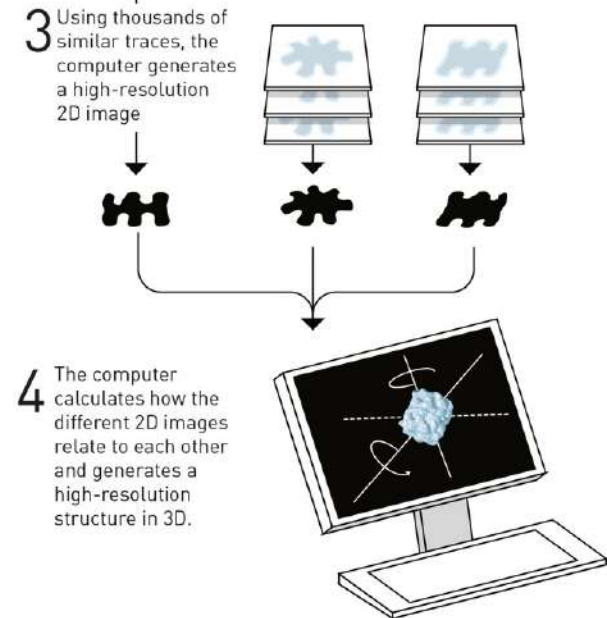 3 Using thousands of
similar traces, the
computer generates
a high-resolution
2D image
4 The computer
calculates how the
different 2D images
relate to each other
and generates a
high-resolution
structure in 3D.